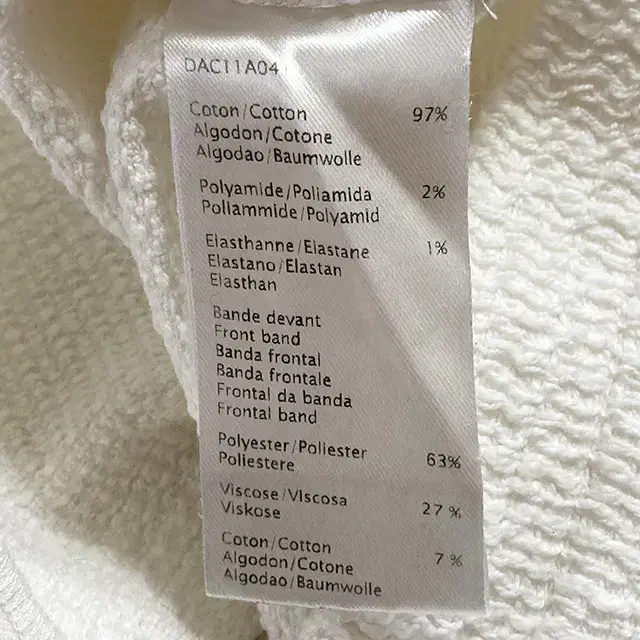 DAC11A04
Coton/Cotton 97%
Algodon/Cotone
Algodao/Baumwolle
Polyamide/Poliamida 2%
Poliammide/Polyamid
Elasthanne/Elastane 1%
Elastano/Elastan
Elasthan
Bande devant
Front band
Banda frontal
Banda frontale
Frontal da banda
Frontal band
Polyester/Poliester 63%
Poliestere
Viscose/Viscosa 27%
Viskose
Coton/Cotton 7%
Algodon/Cotone
Algodao/Baumwolle